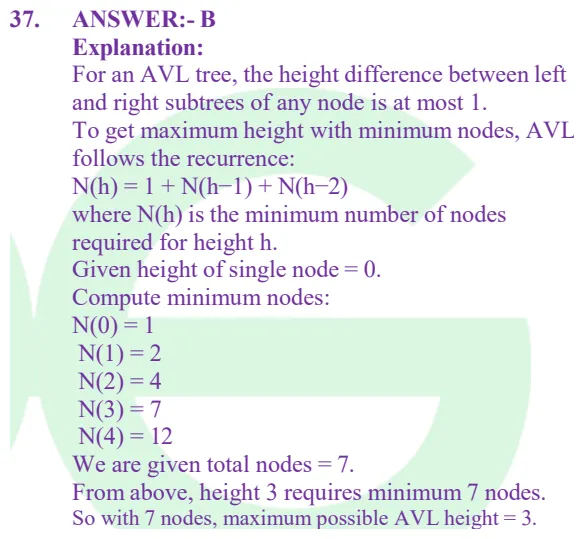 37. ANSWER:- B
Explanation:
For an AVL tree, the height difference between left
and right subtrees of any node is at most 1.
To get maximum height with minimum nodes, AVL
follows the recurrence:
N(h) = 1 + N(h−1) + N(h−2)
where N(h) is the minimum number of nodes
required for height h.
Given height of single node = 0.
Compute minimum nodes:
N(0) = 1
N(1) = 2
N(2) = 4
N(3) = 7
N(4) = 12
We are given total nodes = 7.
From above, height 3 requires minimum 7 nodes.
So with 7 nodes, maximum possible AVL height = 3.